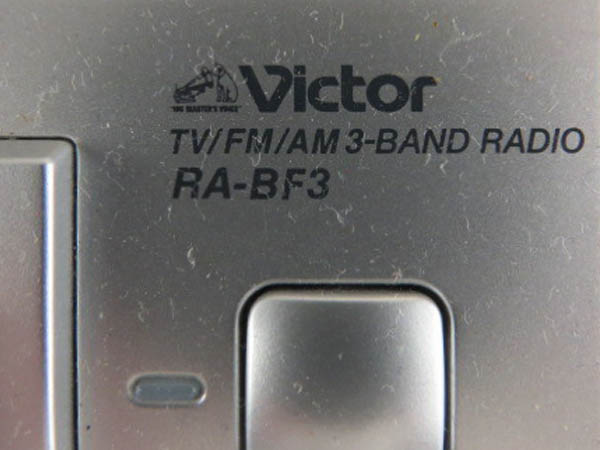 Victor
"HIS MASTER'S VOICE"
TV/FM/AM 3-BAND RADIO
RA-BF3